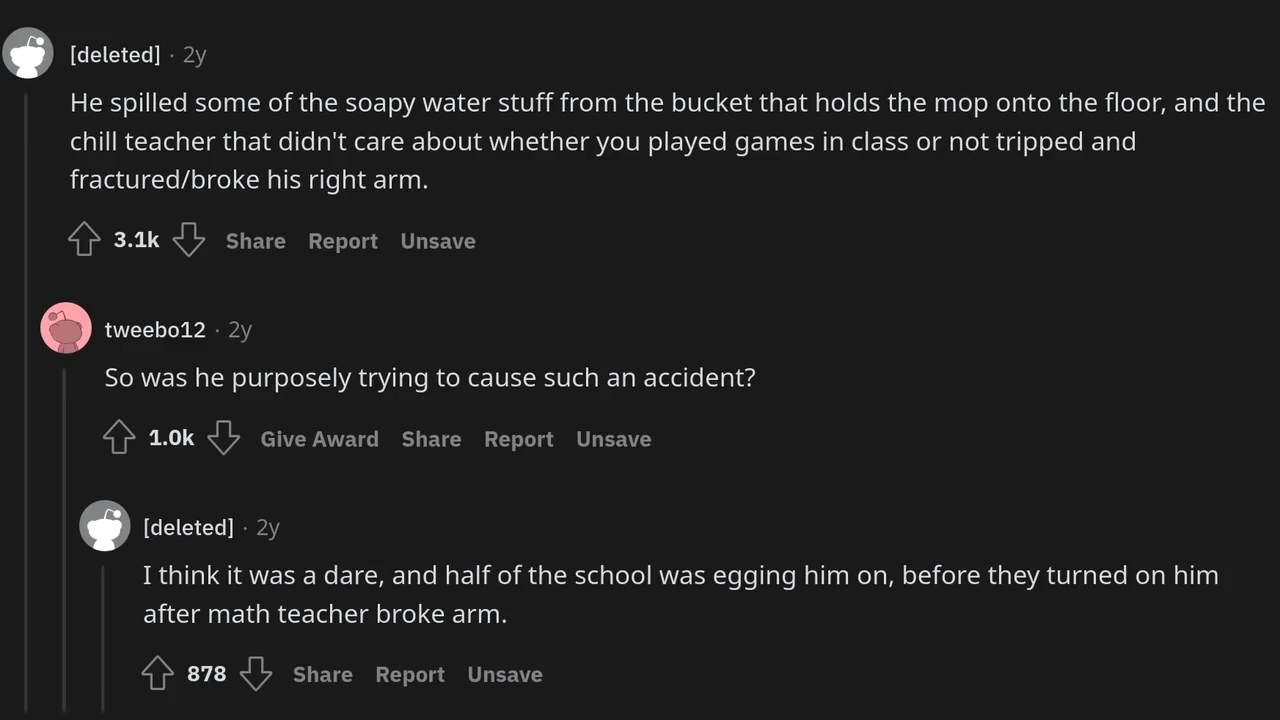 [deleted] · 2y
He spilled some of the soapy water stuff from the bucket that holds the mop onto the floor, and the
chill teacher that didn't care about whether you played games in class or not tripped and
fractured/broke his right arm.
3.1k Share Report Unsave
tweebo12 · 2y
So was he purposely trying to cause such an accident?
1.0k Give Award Share Report Unsave
[deleted] · 2y
I think it was a dare, and half of the school was egging him on, before they turned on him
after math teacher broke arm.
878 Share Report Unsave